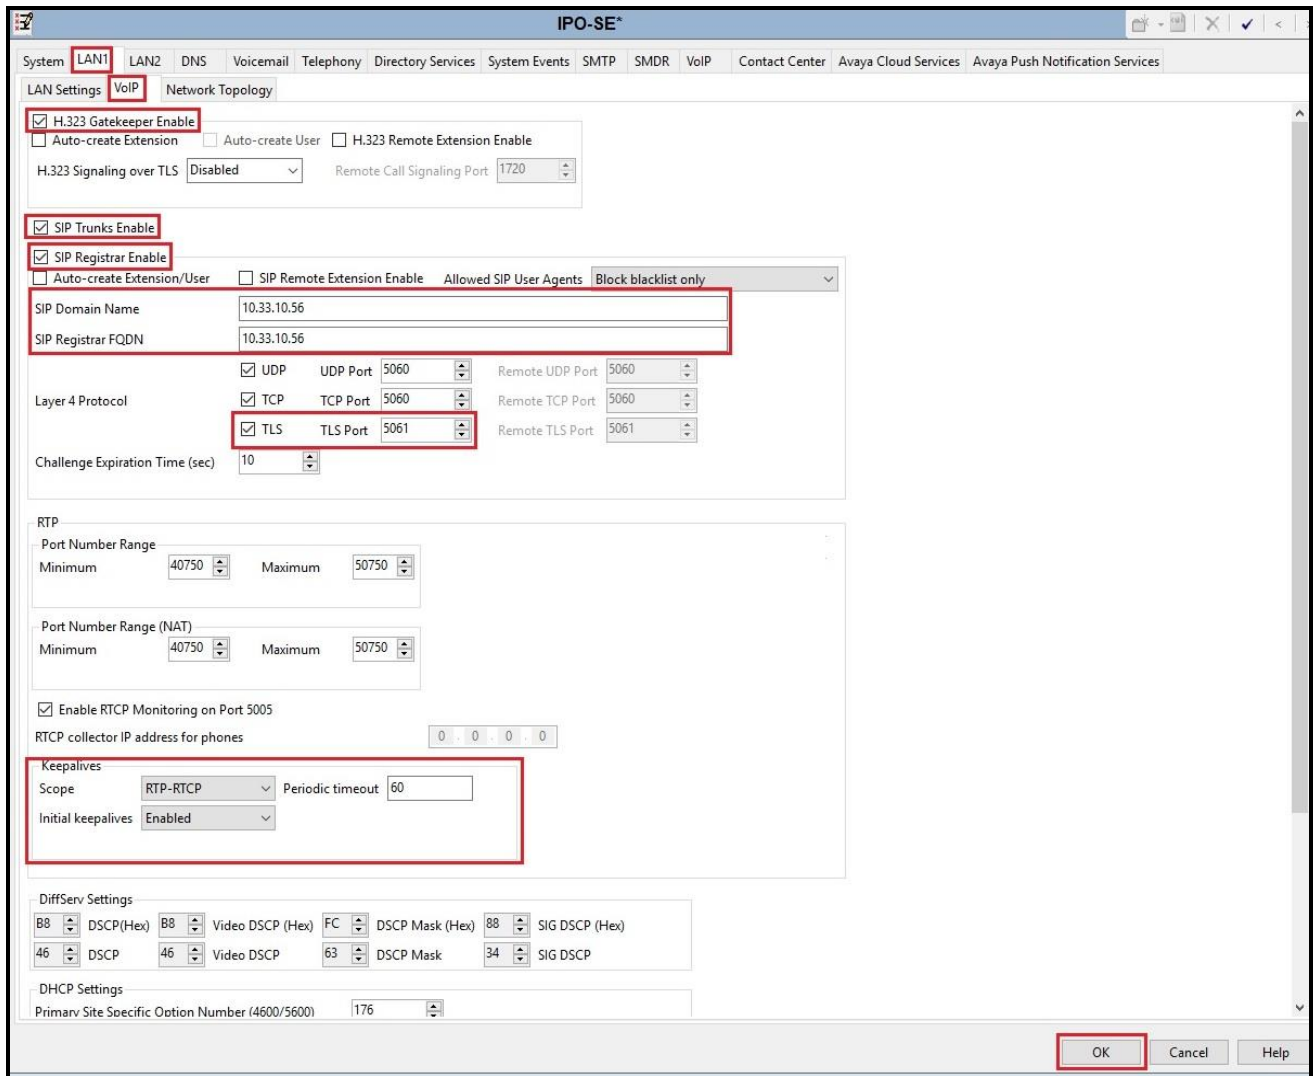 IPO-SE*
System LAN1 LAN2 DNS Voicemail Telephony Directory Services System Events SMTP SMDR VoIP Contact Center Avaya Cloud Services Avaya Push Notification Services
LAN Settings VoIP Network Topology
H.323 Gatekeeper Enable
Auto-create Extension Auto-create User H.323 Remote Extension Enable
H.323 Signaling over TLS Disabled Remote Call Signaling Port 1720
SIP Trunks Enable
SIP Registrar Enable
Auto-create Extension/User SIP Remote Extension Enable Allowed SIP User Agents Block blacklist only
SIP Domain Name 10.33.10.56
SIP Registrar FQDN 10.33.10.56
UDP UDP Port 5060 Remote UDP Port 5060
Layer 4 Protocol TCP TCP Port 5060 Remote TCP Port 5060
TLS TLS Port 5061 Remote TLS Port 5061
Challenge Expiration Time (sec) 10
RTP
Port Number Range
Minimum 40750 Maximum 50750
Port Number Range (NAT)
Minimum 40750 Maximum 50750
Enable RTCP Monitoring on Port 5005
RTCP collector IP address for phones 0 . 0 . 0 . 0
Keepalives
Scope RTP-RTCP Periodic timeout 60
Initial keepalives Enabled
DiffServ Settings
B8 DSCP(Hex) B8 Video DSCP (Hex) FC DSCP Mask (Hex) 88 SIG DSCP (Hex)
46 DSCP 46 Video DSCP 63 DSCP Mask 34 SIG DSCP
DHCP Settings
Primary Site Specific Option Number (4600/5600) 176
OK Cancel Help